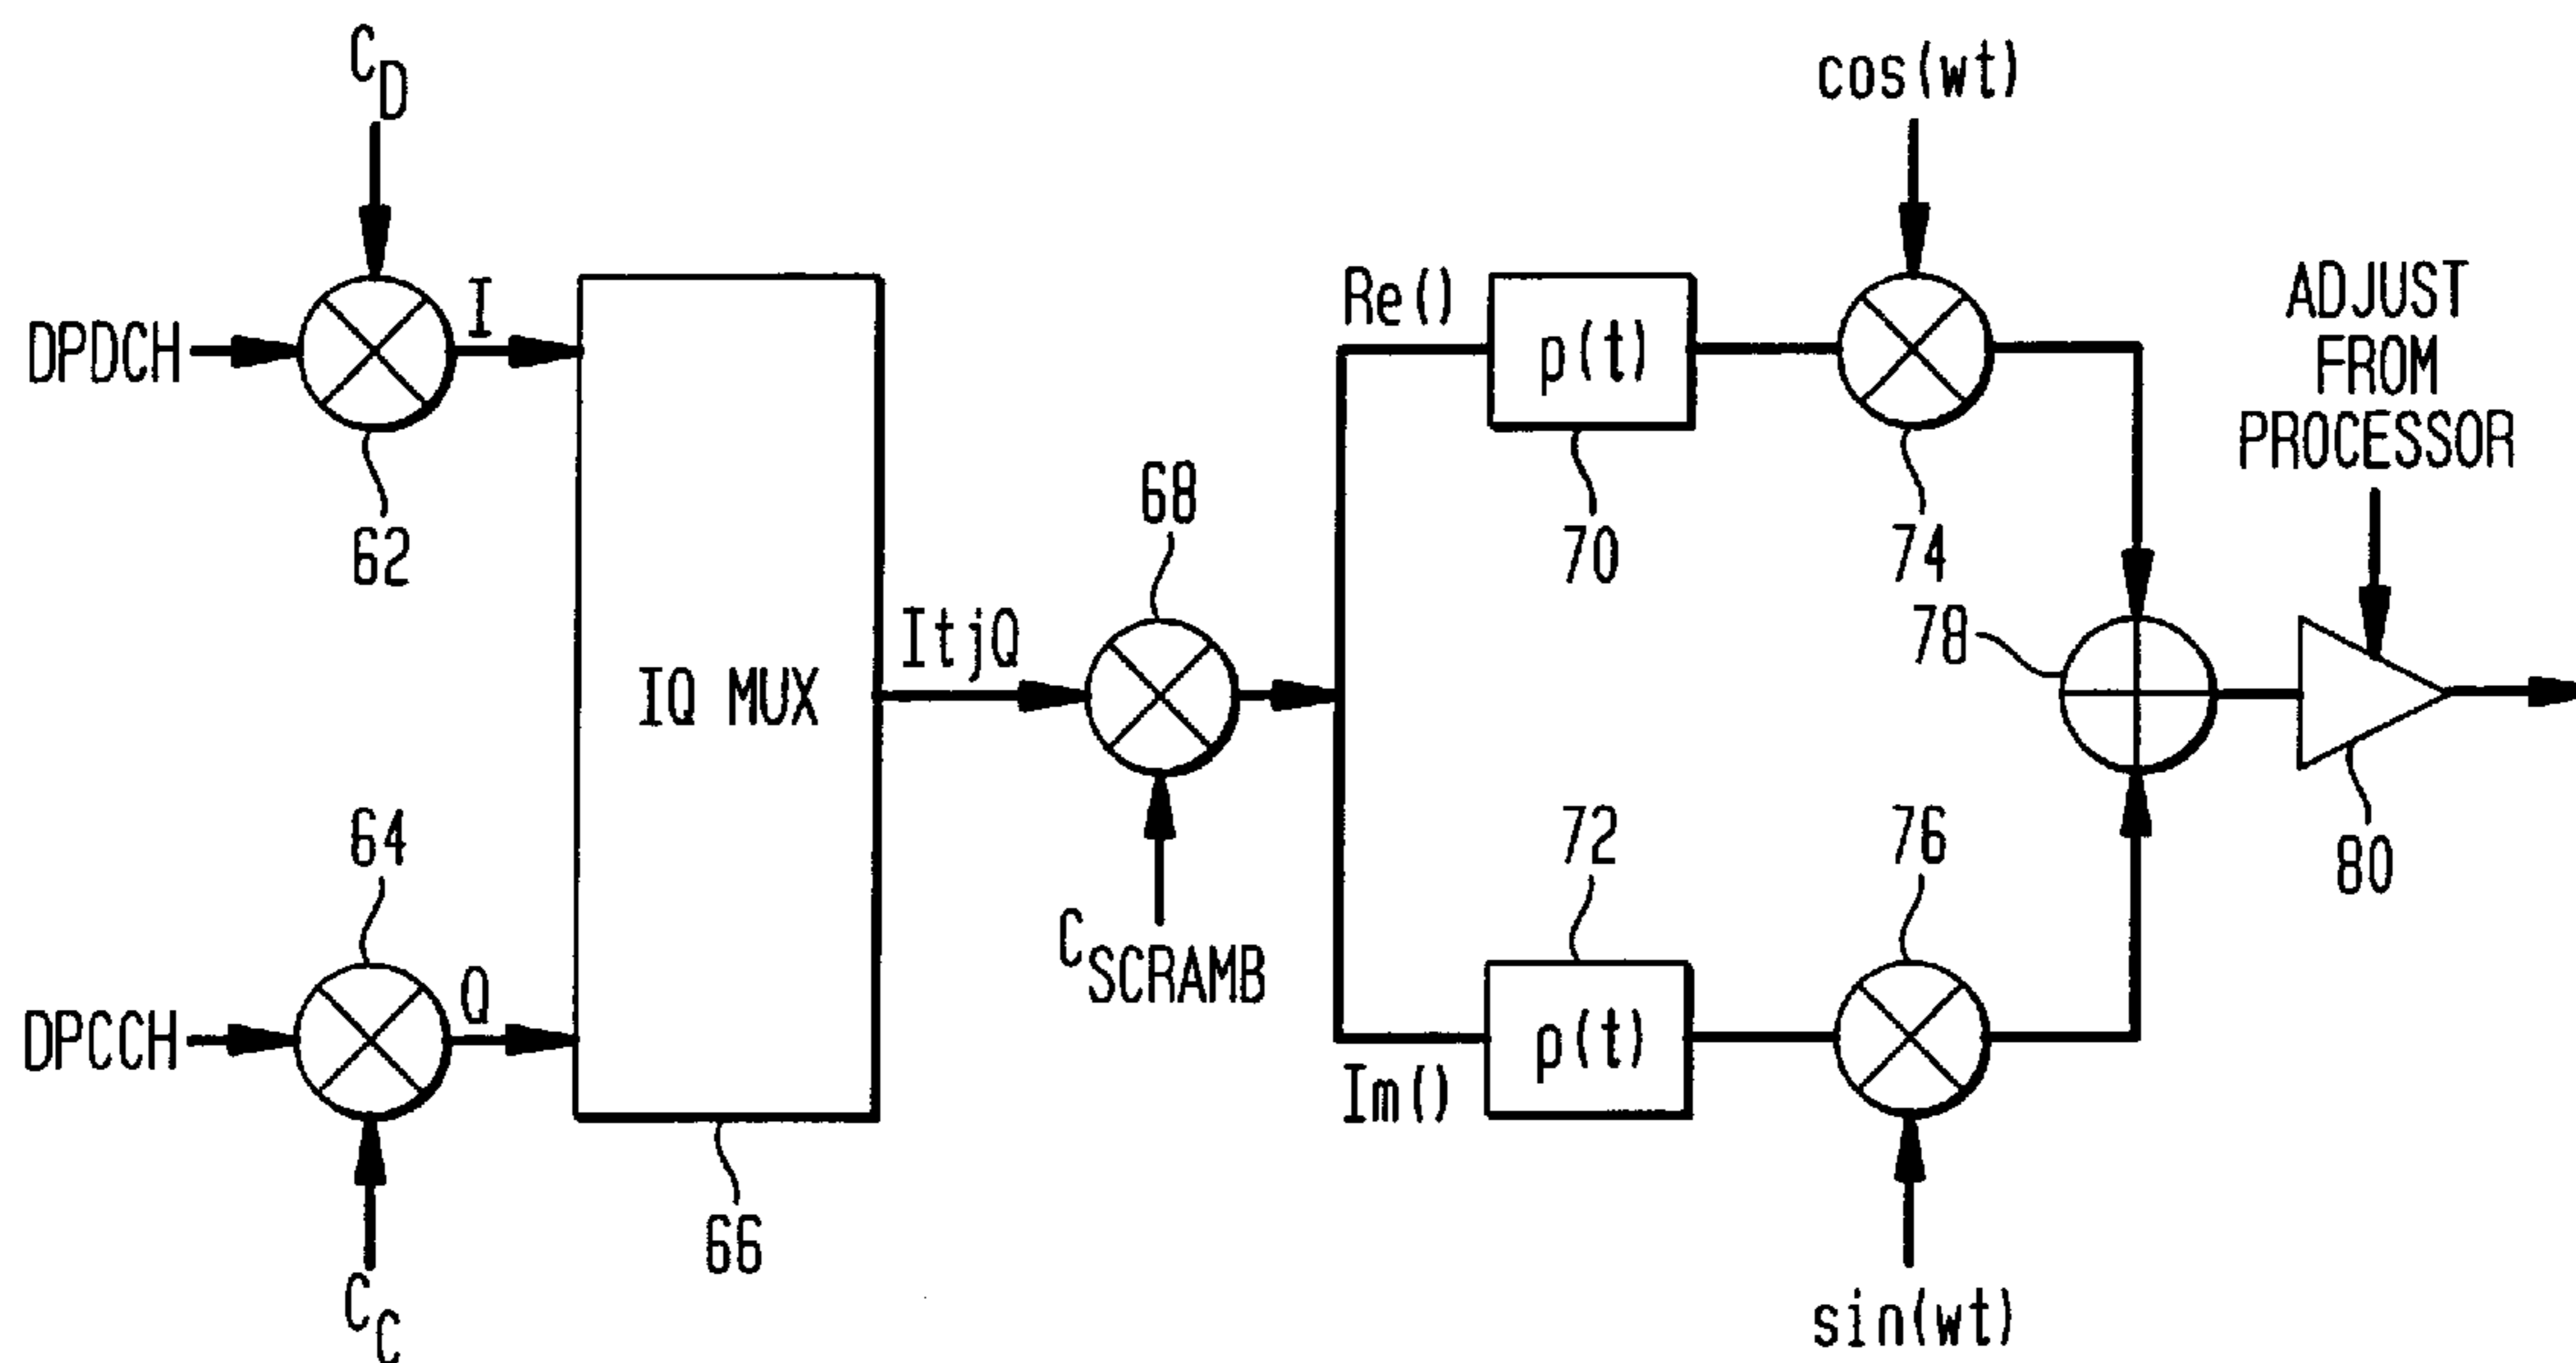 C_D
DPDCH
I
62
64
DPCCH
Q
C_C
IQ MUX
66
ItjQ
68
C_SCRAMB
Re()
p(t)
70
cos(wt)
74
Im()
72
p(t)
76
sin(wt)
78
ADJUST
FROM
PROCESSOR
80